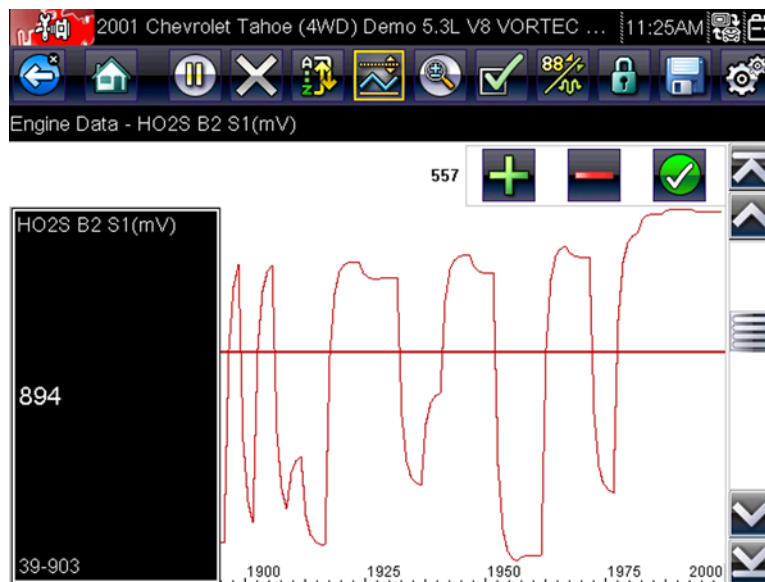 2001 Chevrolet Tahoe (4WD) Demo 5.3L V8 VORTEC ... 11:25AM
A Z 88
Engine Data - HO2S B2 S1(mV)
557
HO2S B2 S1(mV)
894
39-903
1900 1925 1950 1975 2000